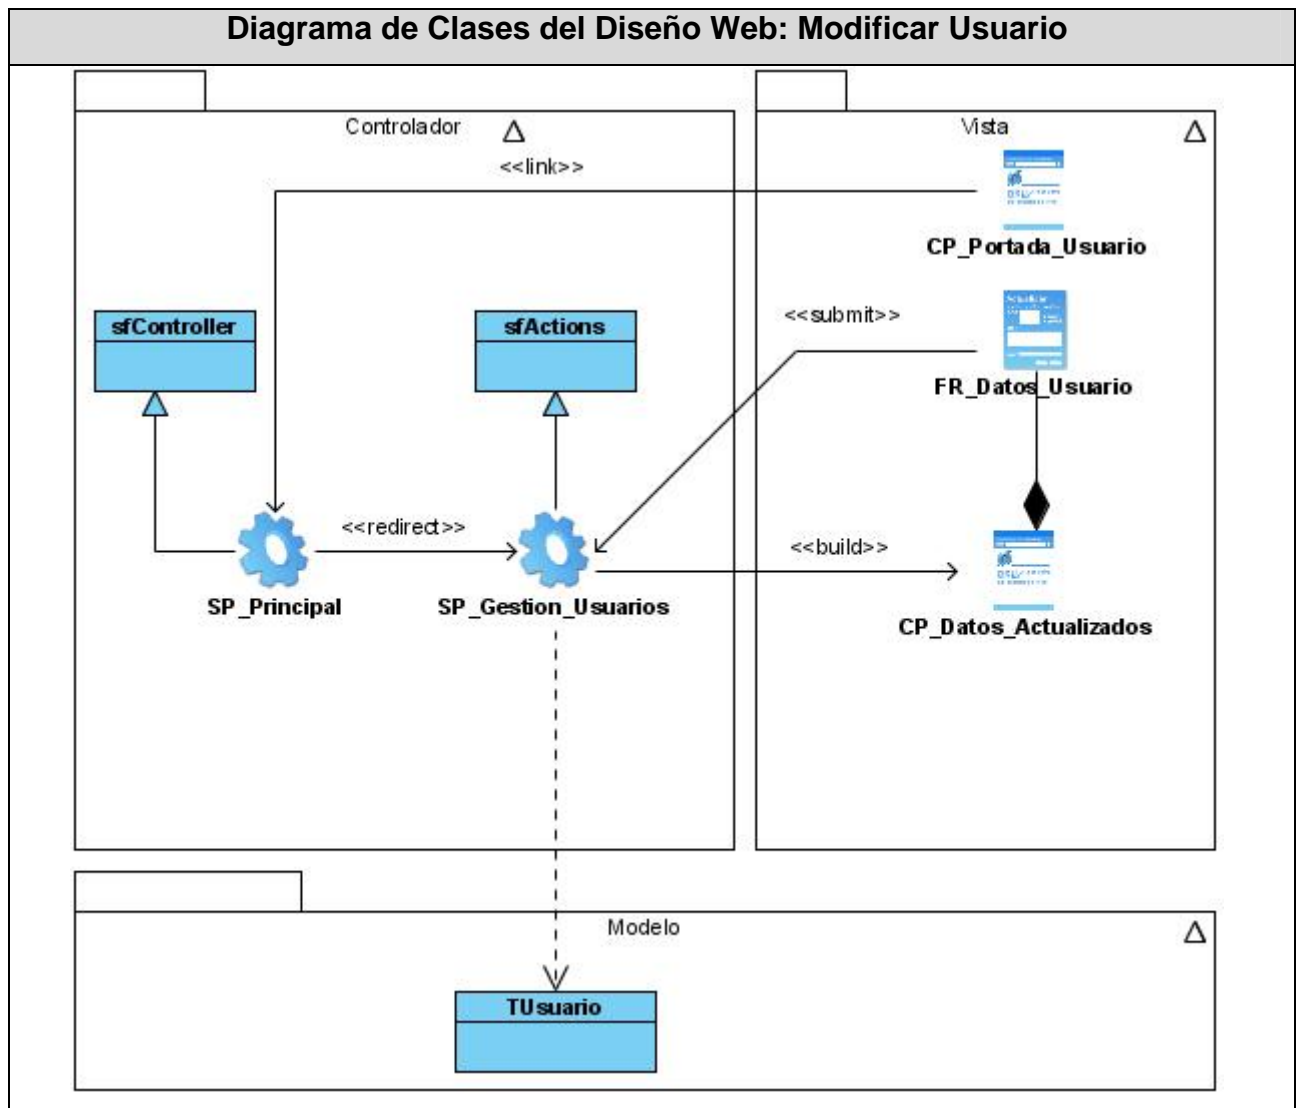 Diagrama de Clases del Diseño Web: Modificar Usuario
Controlador
Vista
<<link>>
CP_Portada_Usuario
sfController
sfActions
<<submit>>
FR_Datos_Usuario
<<redirect>>
<<build>>
SP_Principal
SP_Gestion_Usuarios
CP_Datos_Actualizados
Modelo
TUsuario